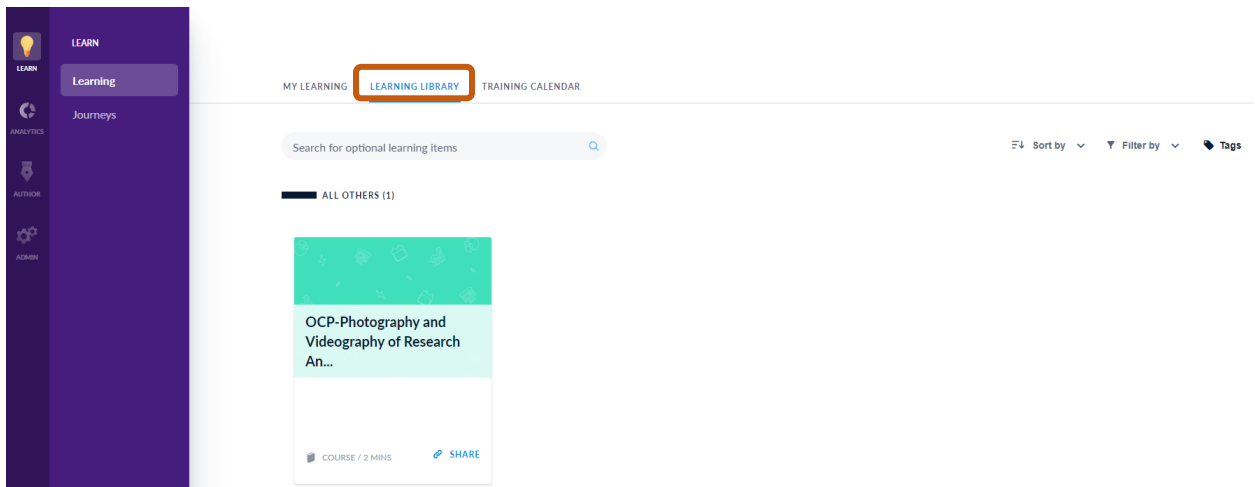 LEARN
LEARN
Learning
Journeys
ANALYTICS
AUTHOR
ADMIN
MY LEARNING LEARNING LIBRARY TRAINING CALENDAR
Search for optional learning items
Sort by Filter by Tags
ALL OTHERS (1)
OCP-Photography and
Videography of Research
An...
COURSE / 2 MINS SHARE